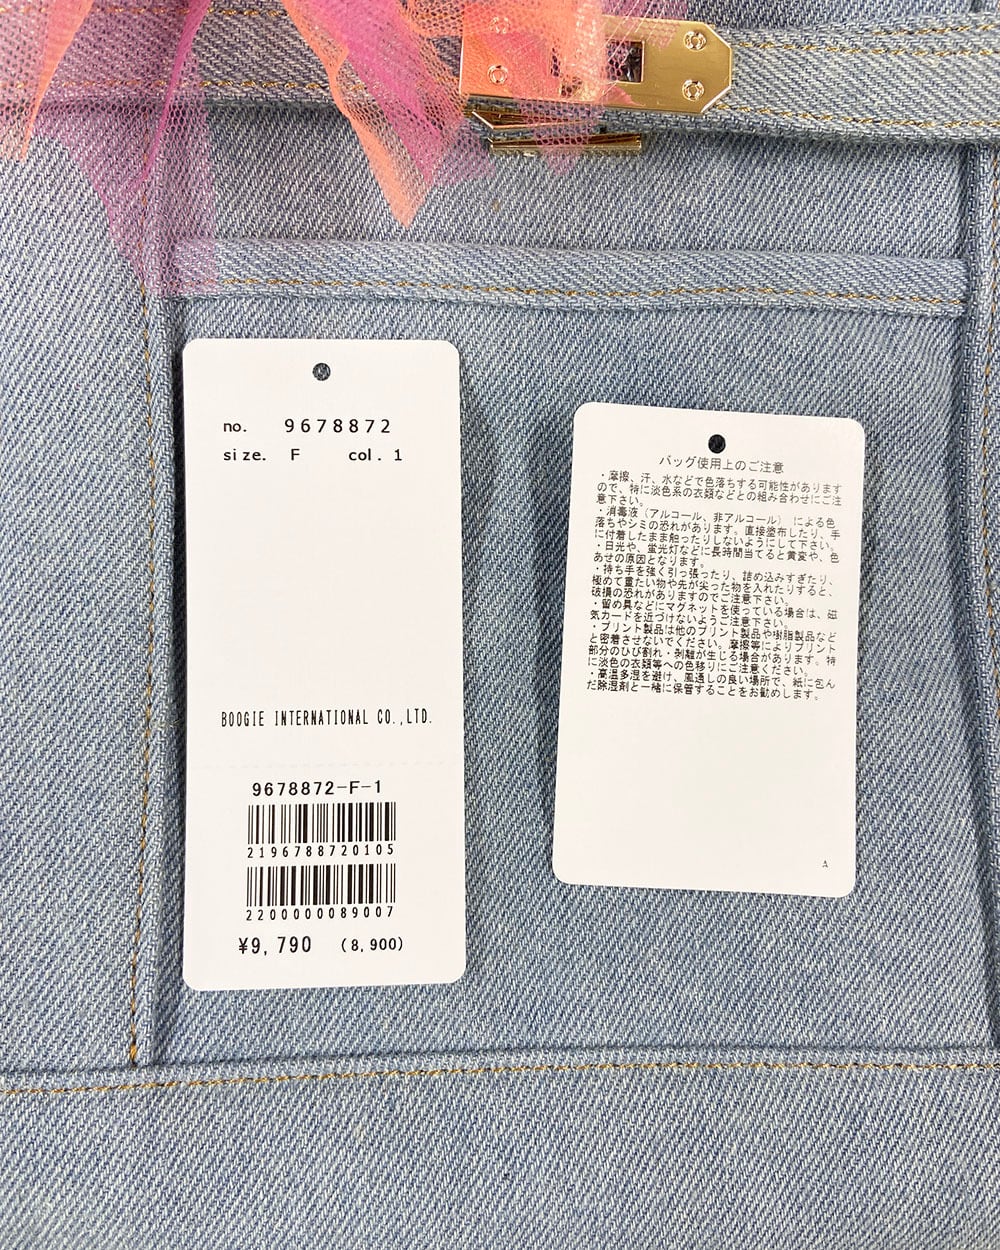 no. 9678872
size. F col. 1
BOOGIE INTERNATIONAL CO.,LTD.
9678872-F-1
2196788720105
2200000089007
¥9,790 (8,900)
バッグ使用上のご注意
・摩擦、汗、水などで色落ちする可能性があります
ので、特に淡色系の衣類などとの組み合わせにご注
意下さい。
・消毒液（アルコール、非アルコール）による色
落ちやシミの恐れがあります。直接塗布したり、手
に付着したまま触ったりしないようにして下さい。
・日光や、蛍光灯などに長時間当てると黄変や、色
あせの原因となります。
・持ち手を強く引っ張ったり、詰め込みすぎたり、
極めて重たい物や先が尖った物を入れたりすると、
破損の恐れがありますのでご注意下さい。
・留め具などにマグネットを使っている場合は、磁
気カードを近づけないようご注意下さい。
・プリント製品は他のプリント製品や樹脂製品など
と密着させないでください。摩擦等によりプリント
部分のひび割れ・剥離が生じる場合があります。特
に淡色の衣類等への色移りにご注意ください。
・高温多湿を避け、風通しの良い場所で、紙に包ん
だ除湿剤と一緒に保管することをお勧めします。
A